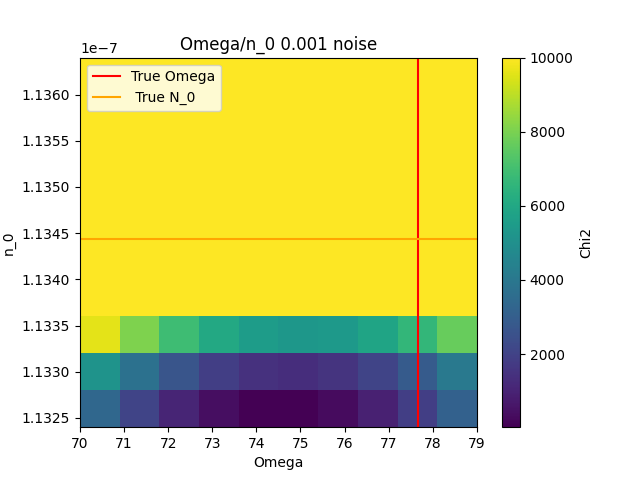 Omega/n_0 0.001 noise
1e−7
True Omega
True N_0
1.1360
1.1355
1.1350
1.1345
1.1340
1.1335
1.1330
1.1325
n_0
70 71 72 73 74 75 76 77 78 79
Omega
10000
8000
6000
4000
2000
Chi2